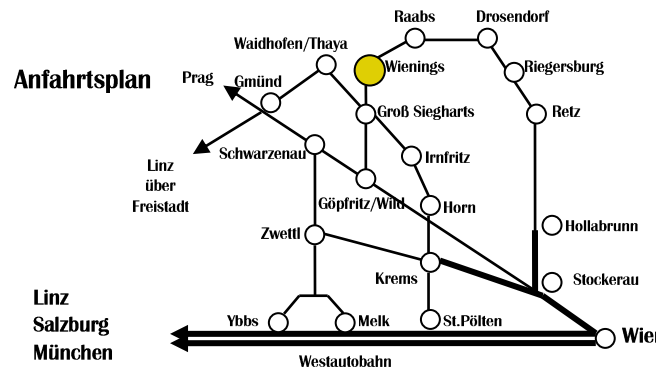 Raabs
Drosendorf
Waidhofen/Thaya
Anfahrtsplan
Prag
Gmünd
Wienings
Riegersburg
Groß Siegharts
Retz
Linz
über
Freistadt
Schwarzenau
Irnfritz
Göpfritz/Wild
Horn
Zwettl
Hollabrunn
Krems
Stockerau
Linz
Salzburg
München
Ybbs
Melk
St.Pölten
Wien
Westautobahn